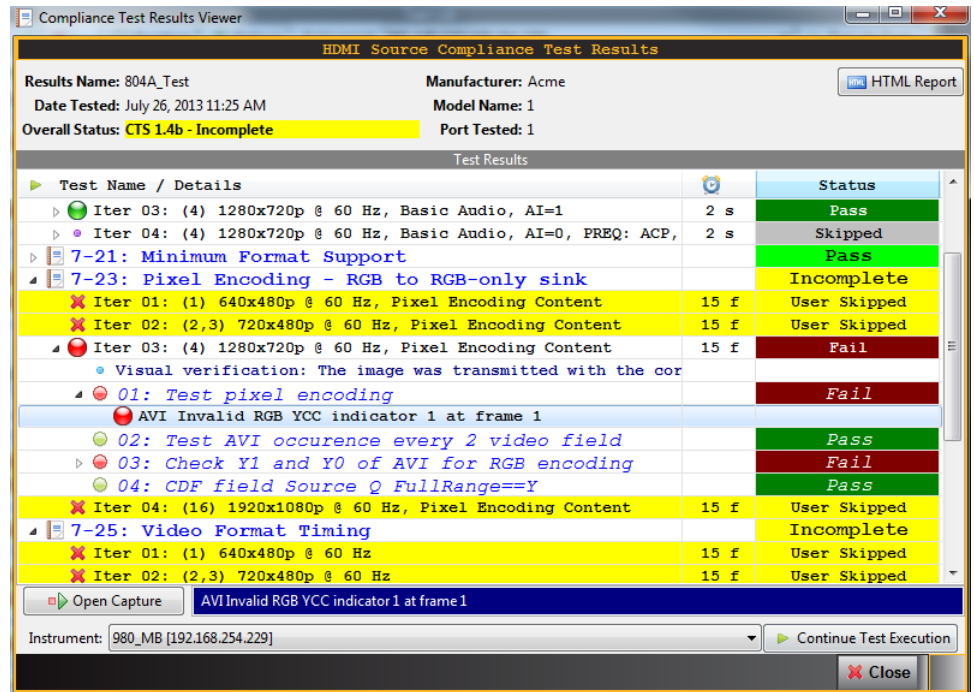 Compliance Test Results Viewer
HDMI Source Compliance Test Results
Results Name: 804A_Test Manufacturer: Acme HTML Report
Date Tested: July 26, 2013 11:25 AM Model Name: 1
Overall Status: CTS 1.4b - Incomplete Port Tested: 1
Test Results
Test Name / Details Status
Iter 03: (4) 1280x720p @ 60 Hz, Basic Audio, AI=1 2 s Pass
Iter 04: (4) 1280x720p @ 60 Hz, Basic Audio, AI=0, PREQ: ACP, 2 s Skipped
7-21: Minimum Format Support Pass
7-23: Pixel Encoding - RGB to RGB-only sink Incomplete
Iter 01: (1) 640x480p @ 60 Hz, Pixel Encoding Content 15 f User Skipped
Iter 02: (2,3) 720x480p @ 60 Hz, Pixel Encoding Content 15 f User Skipped
Iter 03: (4) 1280x720p @ 60 Hz, Pixel Encoding Content 15 f Fail
Visual verification: The image was transmitted with the cor
01: Test pixel encoding Fail
AVI Invalid RGB YCC indicator 1 at frame 1
02: Test AVI occurence every 2 video field Pass
03: Check Y1 and Y0 of AVI for RGB encoding Fail
04: CDF field Source Q FullRange==Y Pass
Iter 04: (16) 1920x1080p @ 60 Hz, Pixel Encoding Content 15 f User Skipped
7-25: Video Format Timing Incomplete
Iter 01: (1) 640x480p @ 60 Hz 15 f User Skipped
Iter 02: (2,3) 720x480p @ 60 Hz 15 f User Skipped
Open Capture AVI Invalid RGB YCC indicator 1 at frame 1
Instrument: 980_MB [192.168.254.229] Continue Test Execution
Close